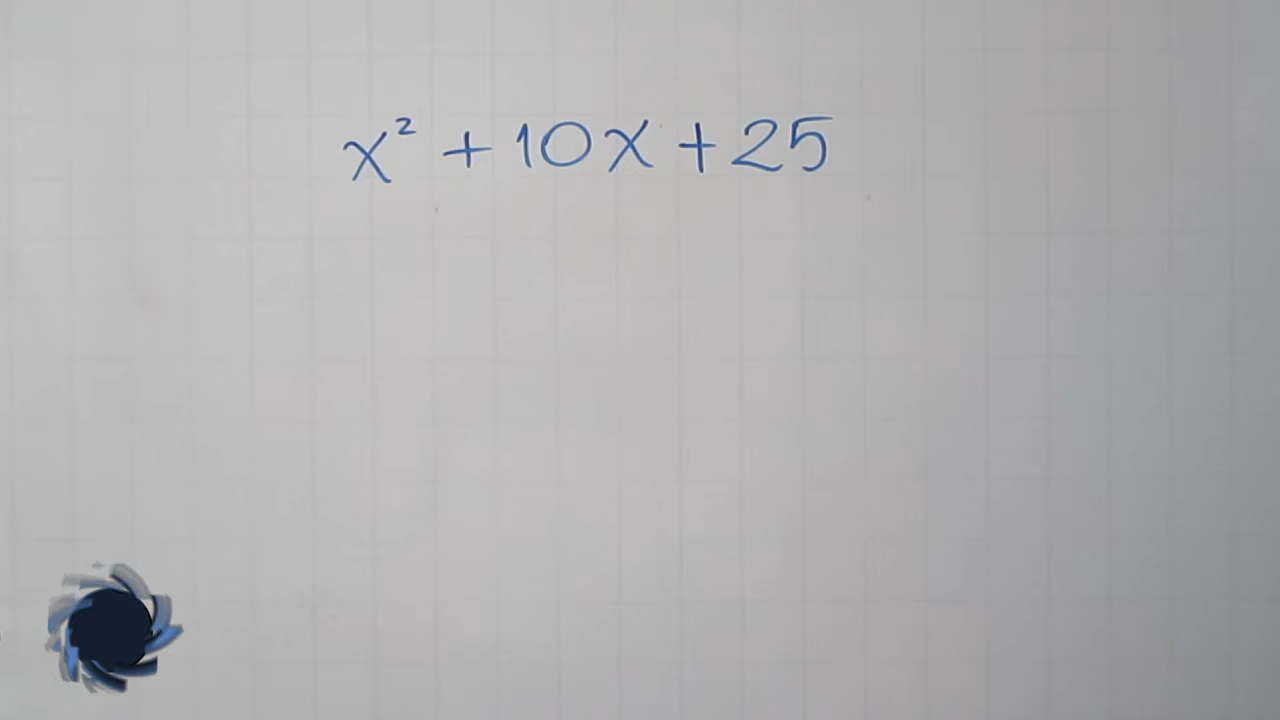 x² + 10x + 25